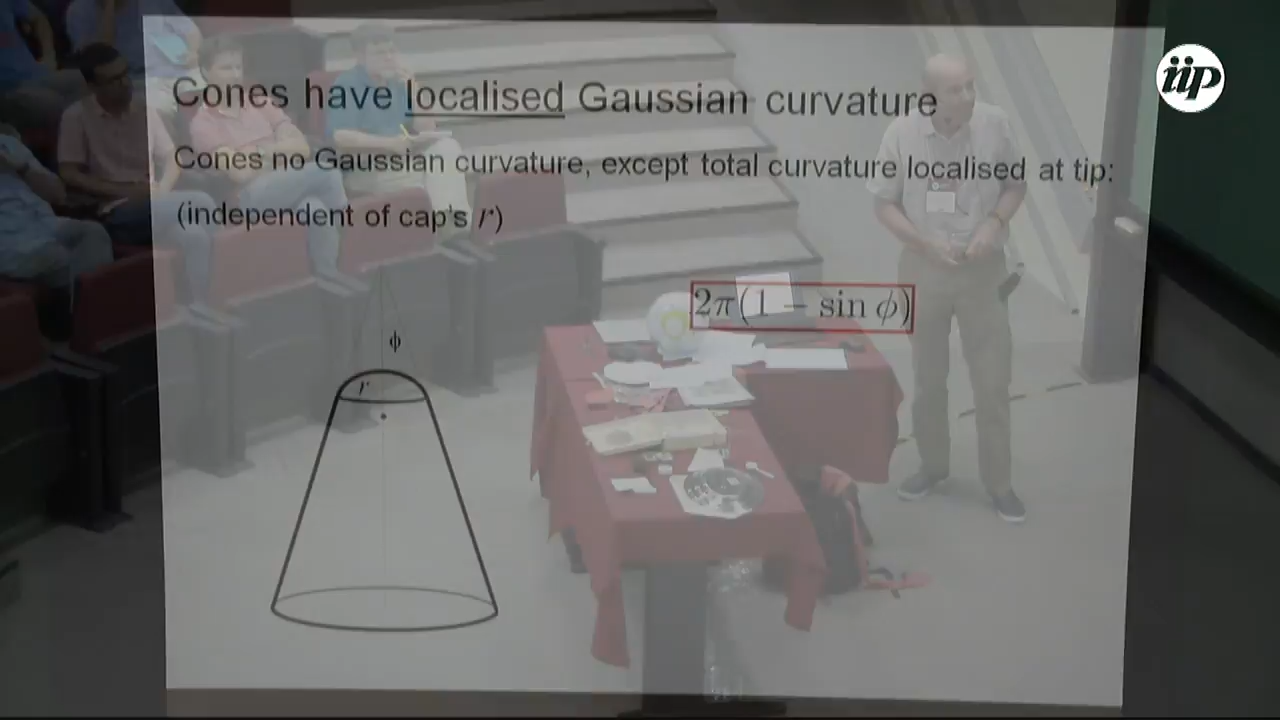 Cones have localised Gaussian curvature
Cones no Gaussian curvature, except total curvature localised at tip:
(independent of cap's r)
2π(1 − sin ϕ)
ϕ
r
iip